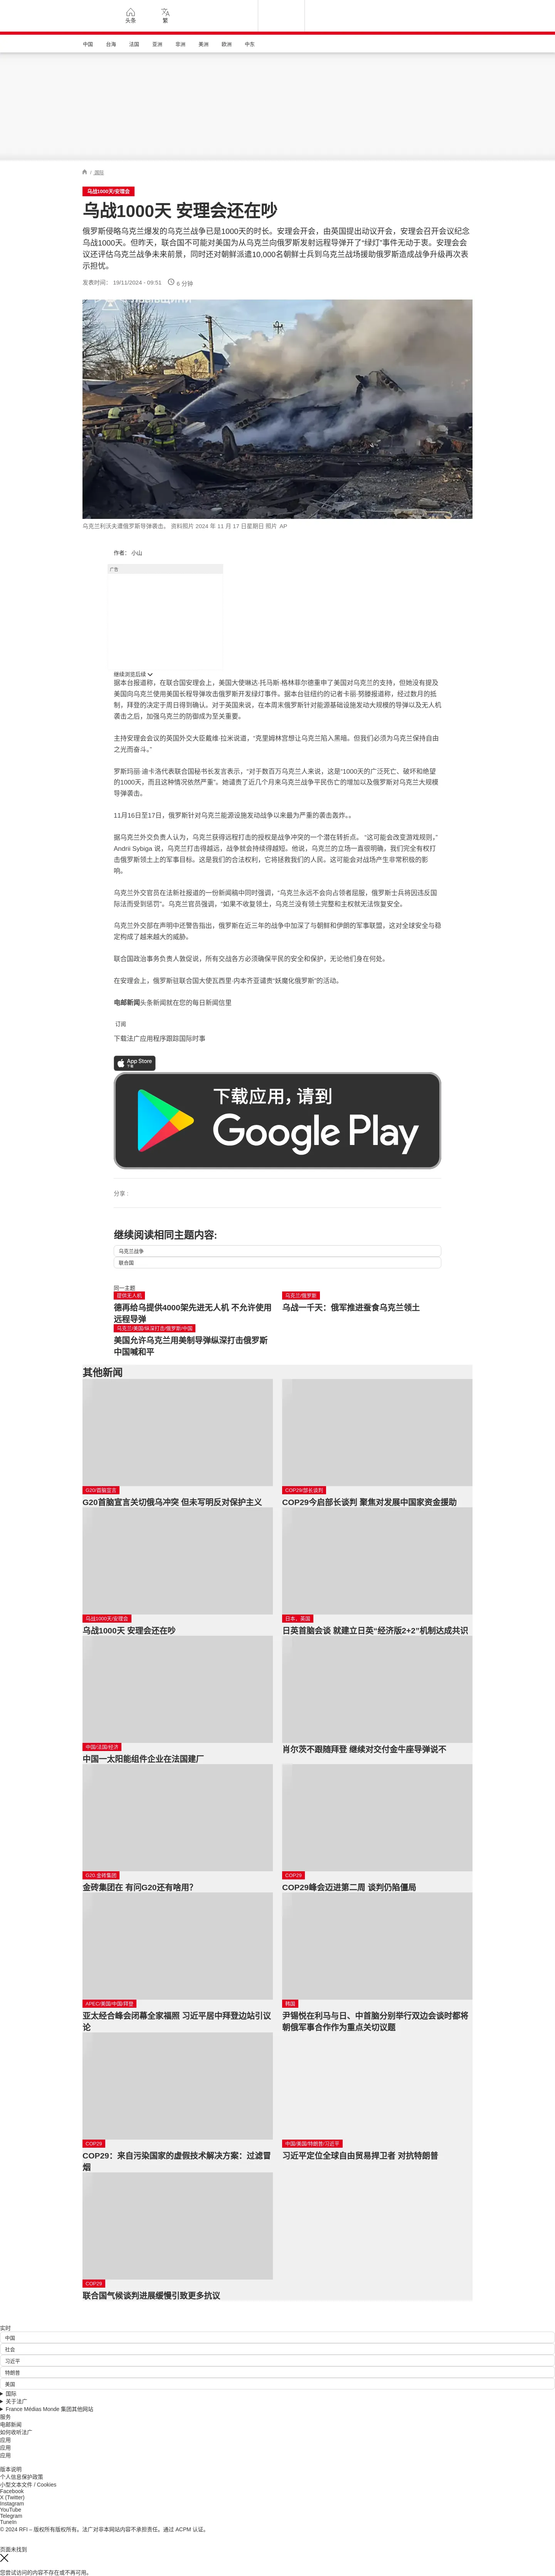 头条
繁
中国 台海 法国 亚洲 非洲 美洲 欧洲 中东
/ 国际
乌战1000天/安理会
乌战1000天 安理会还在吵
俄罗斯侵略乌克兰爆发的乌克兰战争已是1000天的时长。安理会开会，由英国提出动议开会，安理会召开会议纪念
乌战1000天。但昨天，联合国不可能对美国为从乌克兰向俄罗斯发射远程导弹开了“绿灯”事件无动于衷。安理会会
议还评估乌克兰战争未来前景，同时还对朝鲜派遣10,000名朝鲜士兵到乌克兰战场援助俄罗斯造成战争升级再次表
示担忧。
发表时间： 19/11/2024 - 09:51 6 分钟
乌克兰利沃夫遭俄罗斯导弹袭击。 资料照片 2024 年 11 月 17 日星期日 照片 AP
作者： 小山
广告
继续浏览后续
据本台报道称，在联合国安理会上，美国大使琳达·托马斯·格林菲尔德重申了美国对乌克兰的支持，但她没有提及
美国向乌克兰使用美国长程导弹攻击俄罗斯开发绿灯事件。据本台驻纽约的记者卡丽·努滕报道称，经过数月的抵
制，拜登的决定于周日得到确认。对于英国来说，在本周末俄罗斯针对能源基础设施发动大规模的导弹以及无人机
袭击之后，加强乌克兰的防御成为至关重要。
主持安理会会议的英国外交大臣戴维·拉米说道，“克里姆林宫想让乌克兰陷入黑暗。但我们必须为乌克兰保持自由
之光而奋斗。”
罗斯玛丽·迪卡洛代表联合国秘书长发言表示，“对于数百万乌克兰人来说，这是”1000天的广泛死亡、破坏和绝望
的1000天，而且这种情况依然严重“。她谴责了近几个月来乌克兰战争平民伤亡的增加以及俄罗斯对乌克兰大规模
导弹袭击。
11月16日至17日，俄罗斯针对乌克兰能源设施发动战争以来最为严重的袭击轰炸。。
据乌克兰外交负责人认为，乌克兰获得远程打击的授权是战争冲突的一个潜在转折点。 “这可能会改变游戏规则，”
Andrii Sybiga 说，乌克兰打击得越远，战争就会持续得越短。他说，乌克兰的立场一直很明确，我们完全有权打
击俄罗斯领土上的军事目标。这是我们的合法权利，它将拯救我们的人民。这可能会对战场产生非常积极的影
响。
乌克兰外交官员在法新社报道的一份新闻稿中同时强调，“乌克兰永远不会向占领者屈服，俄罗斯士兵将因违反国
际法而受到惩罚”。乌克兰官员强调，“如果不收复领土，乌克兰没有领土完整和主权就无法恢复安全。
乌克兰外交部在声明中还警告指出，俄罗斯在近三年的战争中加深了与朝鲜和伊朗的军事联盟，这对全球安全与稳
定构成了越来越大的威胁。
联合国政治事务负责人敦促说，所有交战各方必须确保平民的安全和保护，无论他们身在何处。
在安理会上，俄罗斯驻联合国大使瓦西里·内本齐亚谴责“妖魔化俄罗斯”的活动。
电邮新闻头条新闻就在您的每日新闻信里
订阅
下载法广应用程序跟踪国际时事
App Store
下载
下载应用，请到
Google Play
分享 :
继续阅读相同主题内容:
乌克兰战争
联合国
同一主题
提供无人机
德再给乌提供4000架先进无人机 不允许使用
远程导弹
乌克兰/俄罗斯
乌战一千天：俄军推进蚕食乌克兰领土
乌克兰/美国/纵深打击/俄罗斯/中国
美国允许乌克兰用美制导弹纵深打击俄罗斯
中国喊和平
其他新闻
G20/首脑宣言
G20首脑宣言关切俄乌冲突 但未写明反对保护主义
COP29/部长谈判
COP29今启部长谈判 聚焦对发展中国家资金援助
乌战1000天/安理会
乌战1000天 安理会还在吵
日本，英国
日英首脑会谈 就建立日英“经济版2+2”机制达成共识
中国/法国/经济
中国一太阳能组件企业在法国建厂
肖尔茨不跟随拜登 继续对交付金牛座导弹说不
G20 金砖集团
金砖集团在 有问G20还有啥用？
COP29
COP29峰会迈进第二周 谈判仍陷僵局
APEC/美国/中国/拜登
亚太经合峰会闭幕全家福照 习近平居中拜登边站引议
论
韩国
尹锡悦在利马与日、中首脑分别举行双边会谈时都将
朝俄军事合作作为重点关切议题
COP29
COP29：来自污染国家的虚假技术解决方案：过滤冒
烟
中国/美国/特朗普/习近平
习近平定位全球自由贸易捍卫者 对抗特朗普
COP29
联合国气候谈判进展缓慢引致更多抗议
实时
中国
社会
习近平
特朗普
美国
国际
关于法广
France Médias Monde 集团其他网站
服务
电邮新闻
如何收听法广
应用
应用
应用
版本说明
个人信息保护政策
小型文本文件 / Cookies
Facebook
X (Twitter)
Instagram
YouTube
Telegram
TuneIn
© 2024 RFI – 版权所有版权所有。法广对非本网站内容不承担责任。通过 ACPM 认证。
页面未找到
您尝试访问的内容不存在或不再可用。